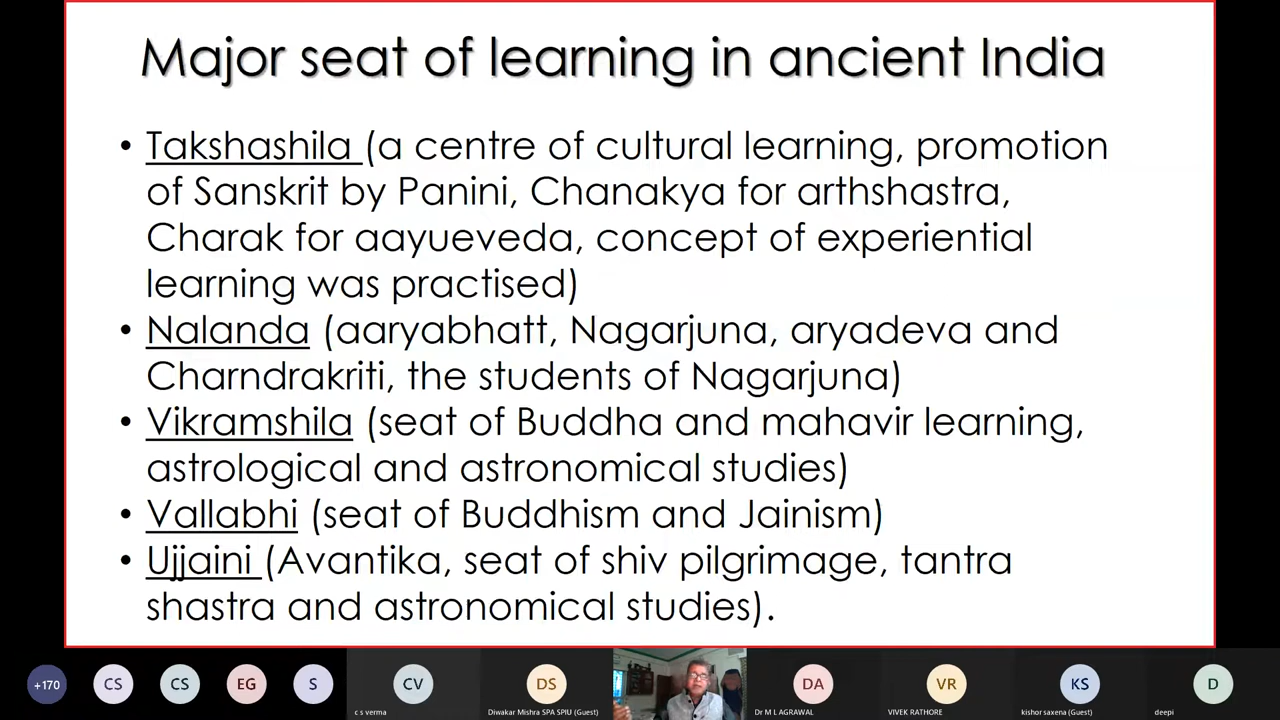 Major seat of learning in ancient India
• Takshashila (a centre of cultural learning, promotion
of Sanskrit by Panini, Chanakya for arthshastra,
Charak for aayueveda, concept of experiential
learning was practised)
• Nalanda (aaryabhatt, Nagarjuna, aryadeva and
Charndrakriti, the students of Nagarjuna)
• Vikramshila (seat of Buddha and mahavir learning,
astrological and astronomical studies)
• Vallabhi (seat of Buddhism and Jainism)
• Ujjaini (Avantika, seat of shiv pilgrimage, tantra
shastra and astronomical studies).
+170 CS CS EG S CV DS DA VR KS D
c s verma Diwakar Mishra SPA SPIU (Guest) Dr M L AGRAWAL VIVEK RATHORE kishor saxena (Guest) deepi